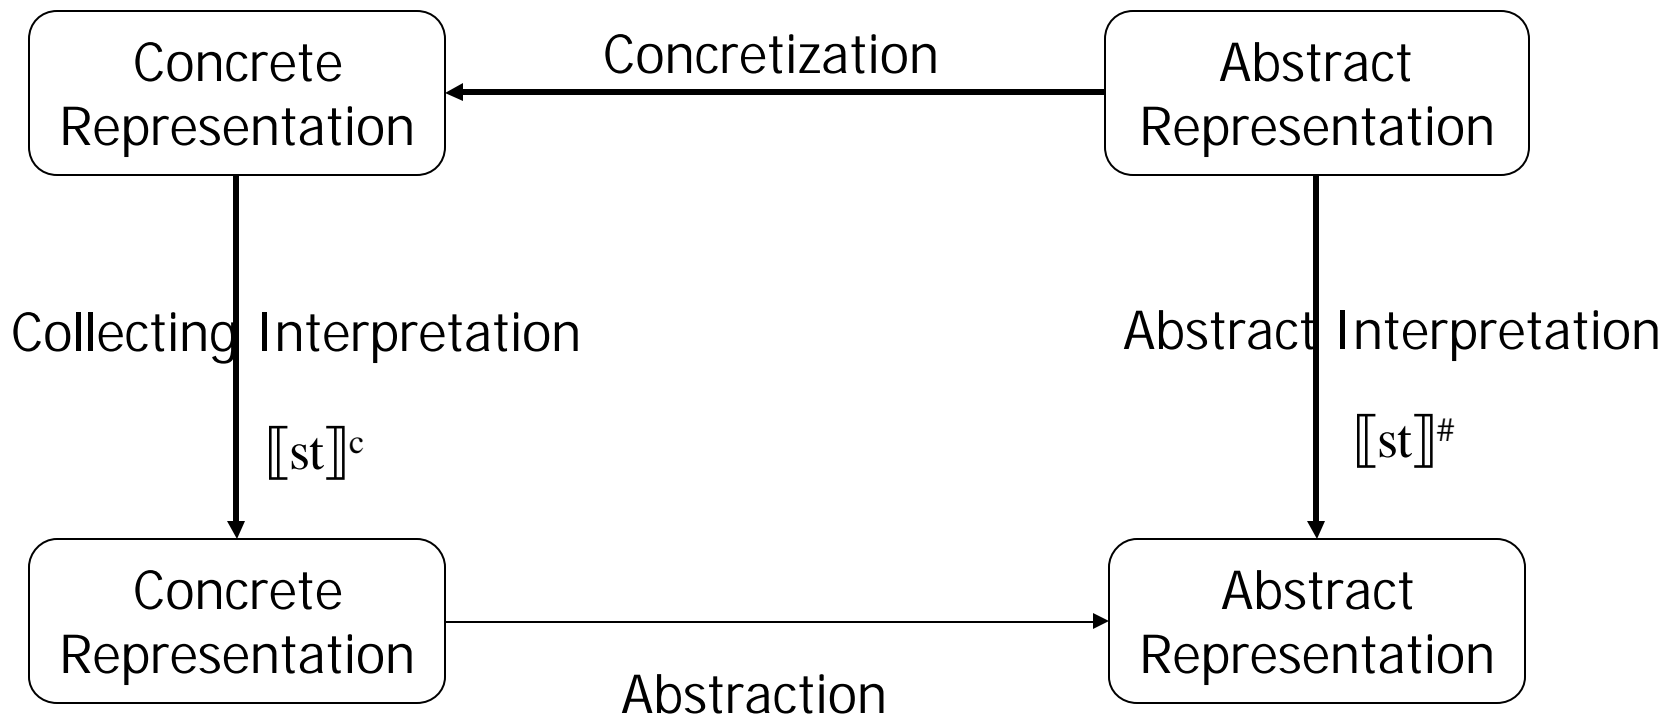 Concrete
Representation
Concretization
Abstract
Representation
Collecting Interpretation
⟦st⟧ᶜ
Abstract Interpretation
⟦st⟧#
Concrete
Representation
Abstraction
Abstract
Representation